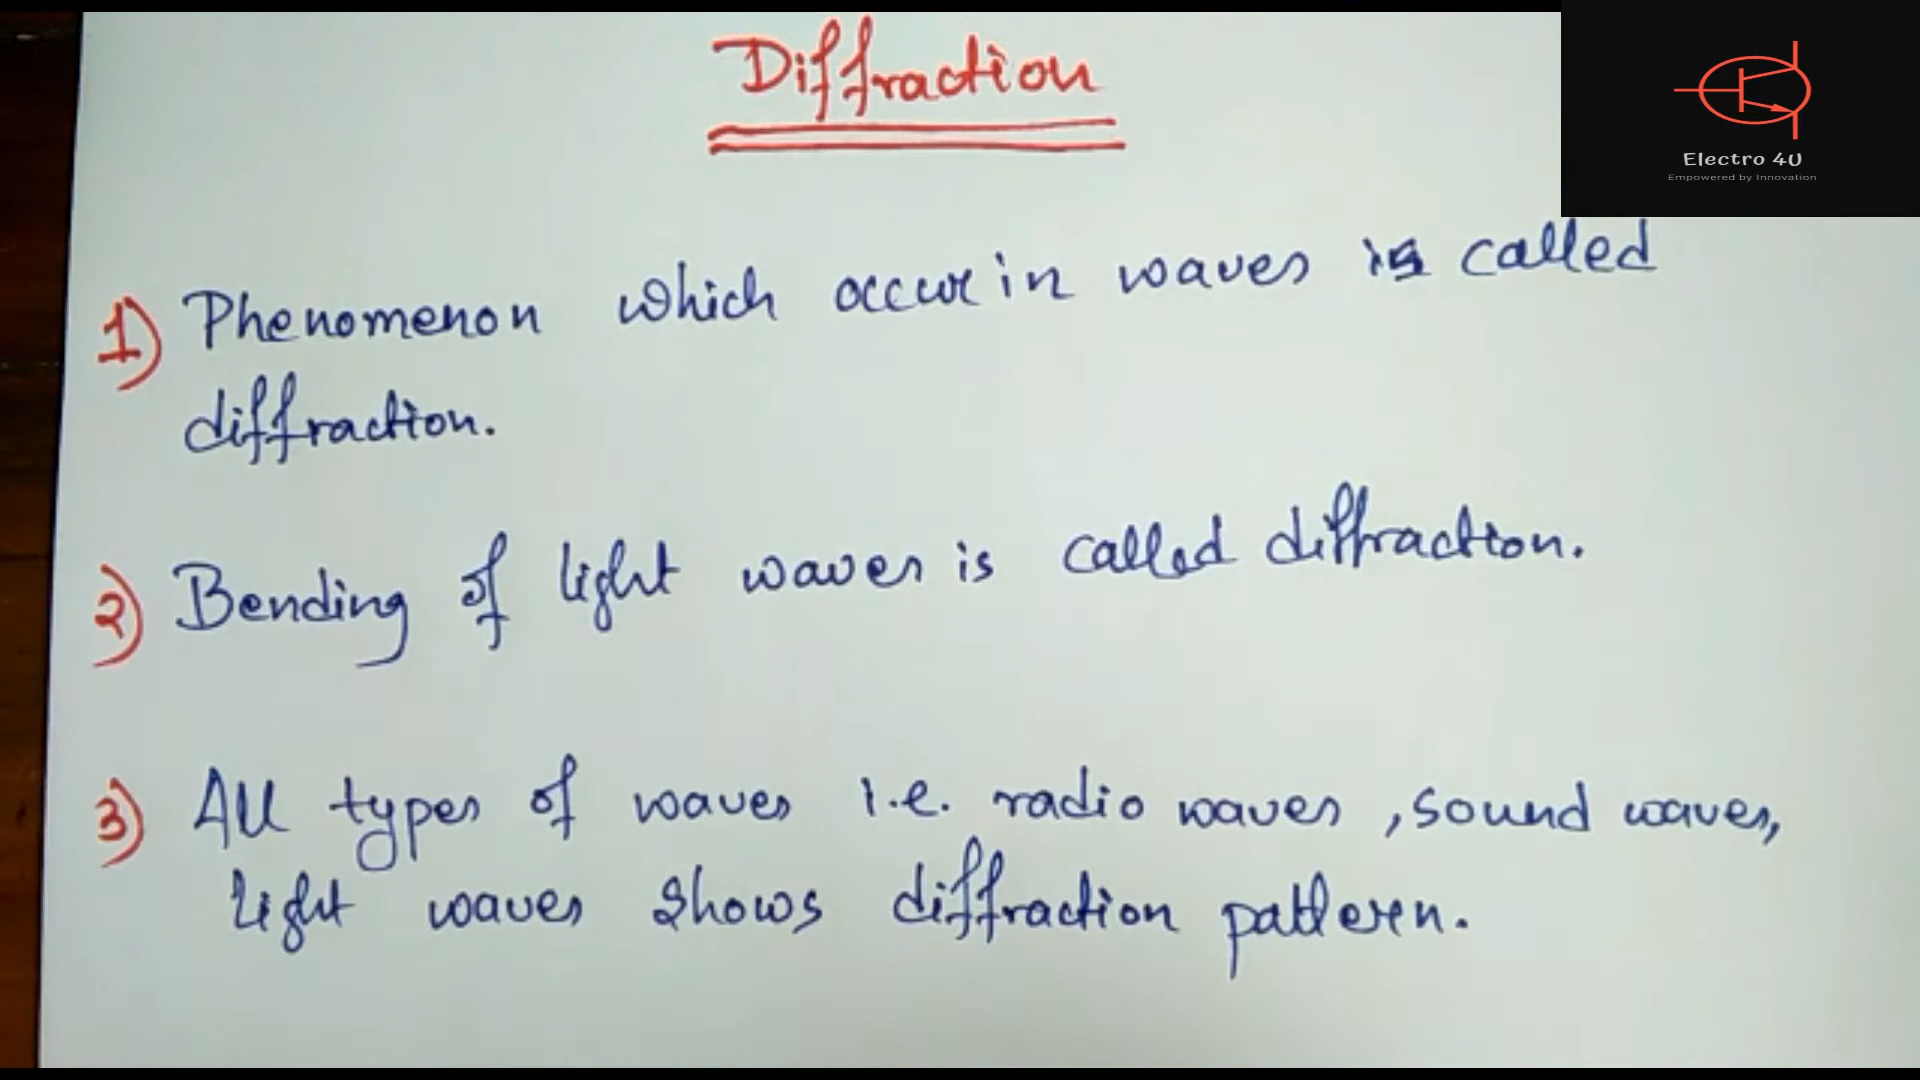 Diffraction
Electro 4U
Empowered by Innovation
1) Phenomenon which occur in waves is called
diffraction.
2) Bending of light waves is called diffraction.
3) All types of waves i.e. radio waves, sound waves,
light waves shows diffraction pattern.